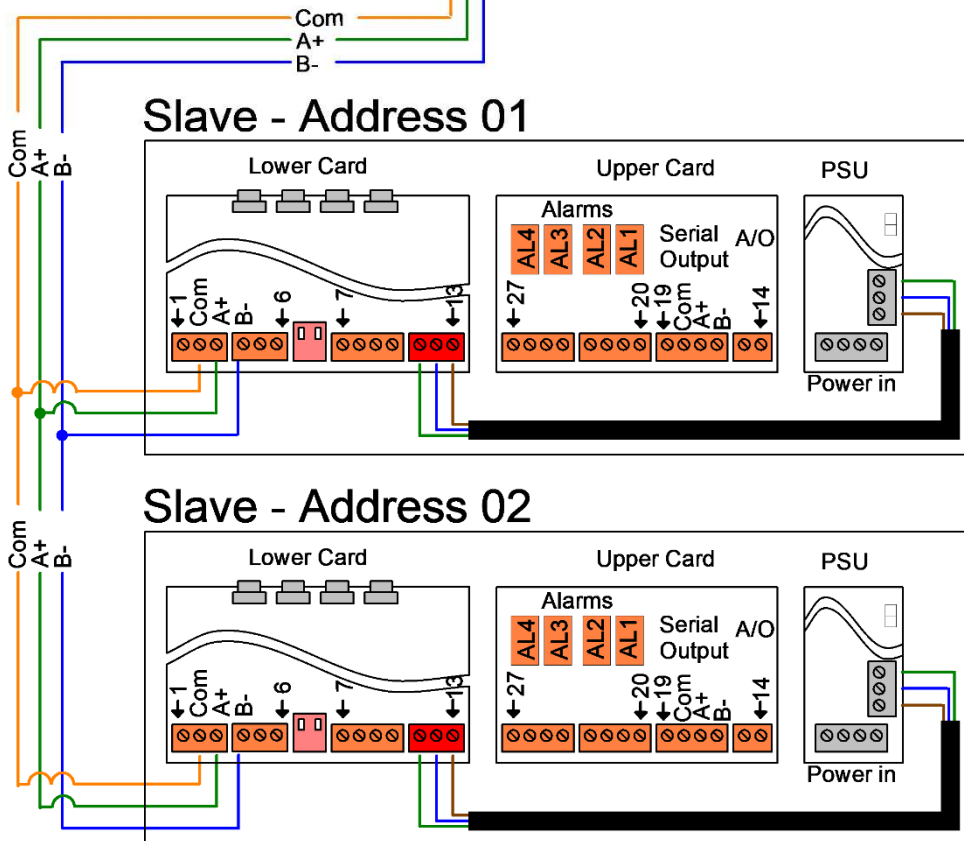 Com
A+
B-
Slave - Address 01
Com
A+
B-
Lower Card
Upper Card
PSU
Alarms
AL4
AL3
AL2
AL1
Serial
Output
A/O
←1
Com
A+
B-
←6
←7
←13
←27
←20
←19
Com
A+
B-
←14
Power in
Slave - Address 02
Com
A+
B-
Lower Card
Upper Card
PSU
Alarms
AL4
AL3
AL2
AL1
Serial
Output
A/O
←1
Com
A+
B-
←6
←7
←13
←27
←20
←19
Com
A+
B-
←14
Power in